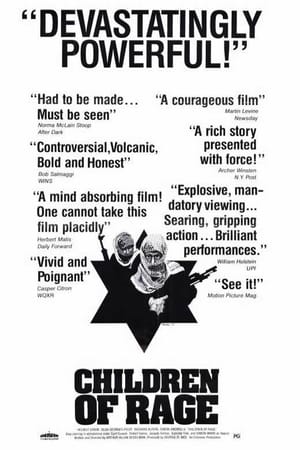 "DEVASTATINGLY
POWERFUL!"
"Had to be made...
Must be seen"
Norma McLain Stoop
After Dark
"Controversial, Volcanic,
Bold and Honest"
Bob Salmaggi
WINS
"A mind absorbing film!
One cannot take this
film placidly"
Herbert Matis
Daily Forward
"Vivid and
Poignant"
Casper Citron
WQXR
"A courageous film"
Martin Levine
Newsday
"A rich story
presented
with force!"
Archer Winsten
N.Y. Post
"Explosive, man-
datory viewing...
Searing, gripping
action...Brilliant
performances."
William Holstein
UPI
"See it!"
Motion Picture Mag
CHILDREN
OF RAGE
PG